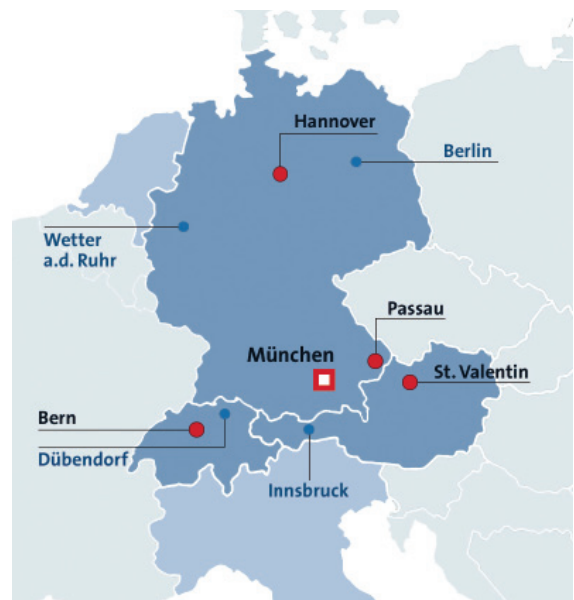 Hannover
Berlin
Wetter
a.d. Ruhr
Passau
München
St. Valentin
Bern
Dübendorf
Innsbruck